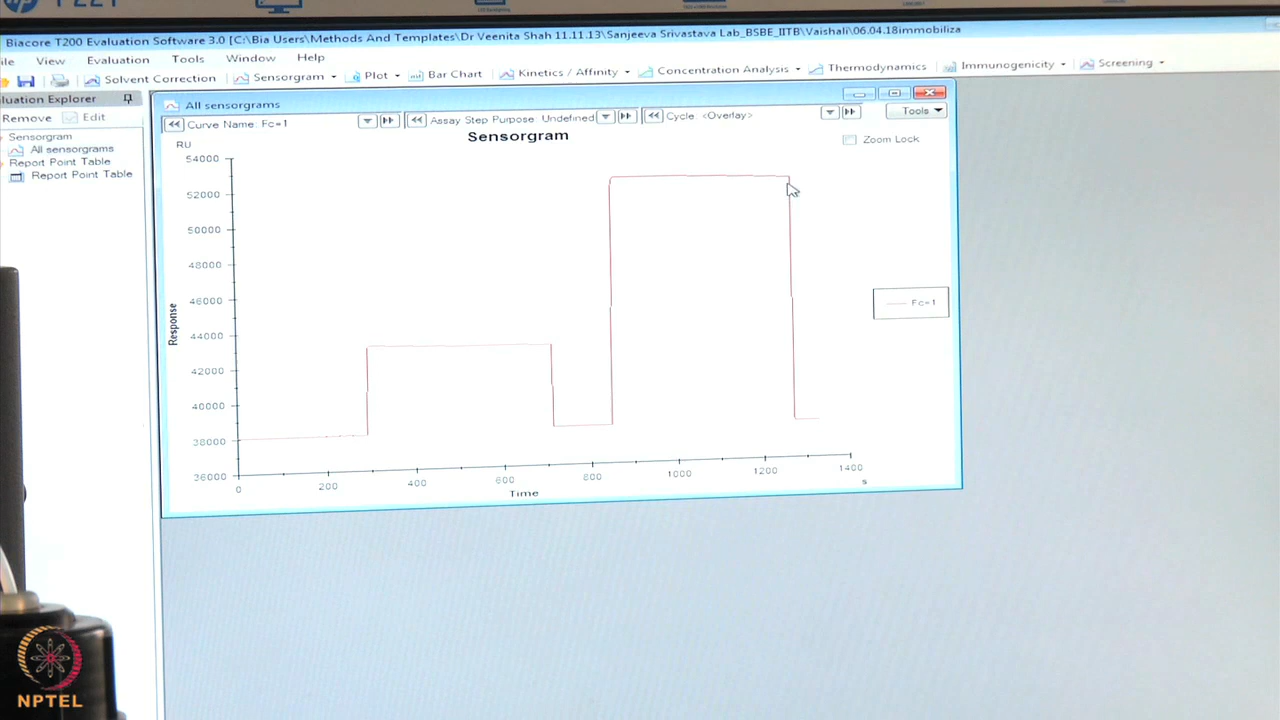 Biacore T200 Evaluation Software 3.0 [C:\Bia Users\Methods And Templates\Dr Veenita Shah 11.11.13\Sanjeeva Srivastava Lab_BSBE_IITB\Vaishali\06.04.18immobiliza
ile View Evaluation Tools Window Help
Solvent Correction Sensorgram Plot Bar Chart Kinetics / Affinity Concentration Analysis Thermodynamics Immunogenicity Screening
luation Explorer
Remove Edit
Sensorgram
All sensorgrams
Report Point Table
Report Point Table
All sensorgrams
Curve Name: Fc=1 Assay Step Purpose: Undefined Cycle: <Overlay> Tools
Sensorgram
Zoom Lock
RU
54000
52000
50000
48000
46000
44000
42000
40000
38000
36000
Response
0 200 400 600 800 1000 1200 1400
s
Time
Fc=1
NPTEL